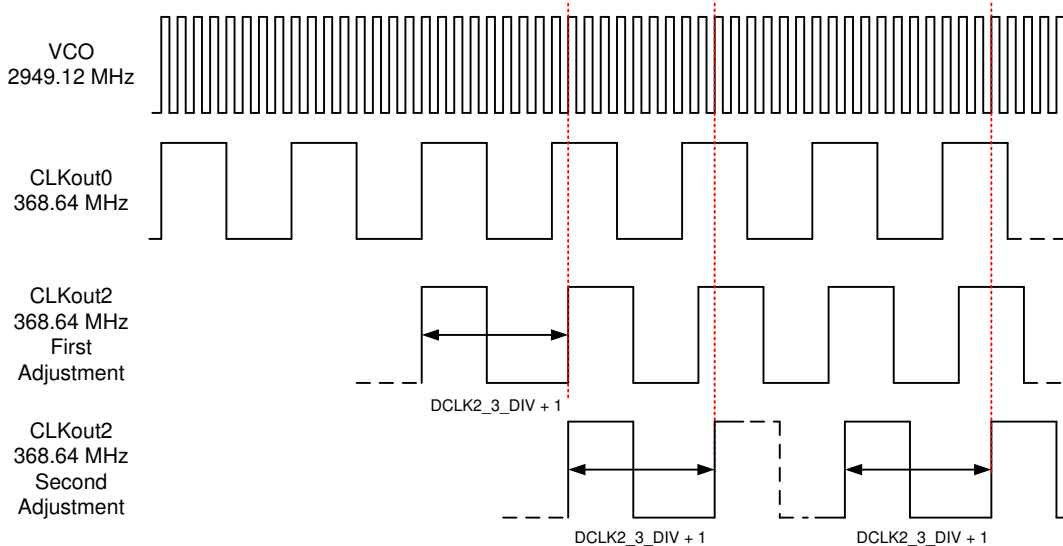 VCO
2949.12 MHz
CLKout0
368.64 MHz
CLKout2
368.64 MHz
First
Adjustment
DCLK2_3_DIV + 1
CLKout2
368.64 MHz
Second
Adjustment
DCLK2_3_DIV + 1
DCLK2_3_DIV + 1